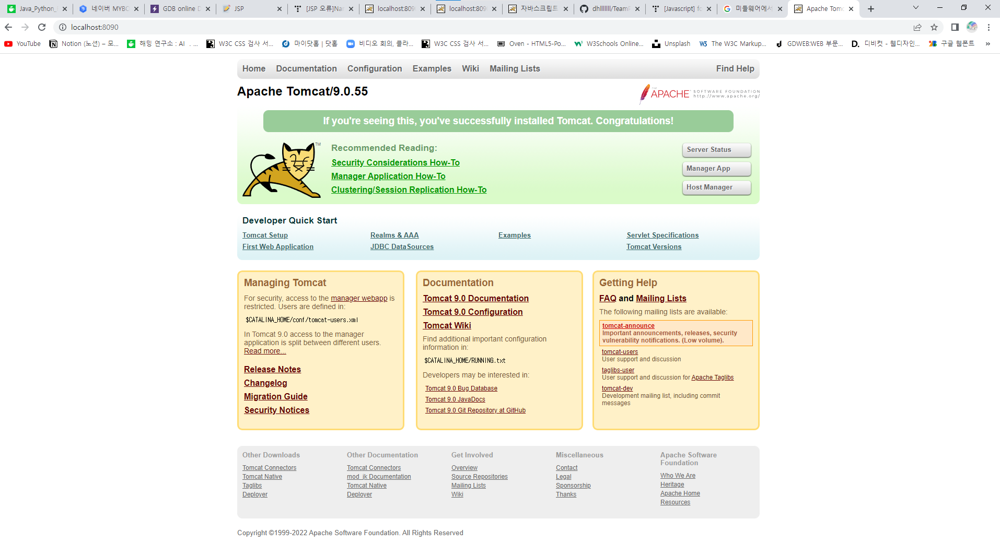 Java_Python_
네이버 MYBC
GDB online D
JSP
[JSP 오류]Nar
localhost:809
localhost:809
자바스크립트
dhlllllll/TeamP
[Javascript] fo
미들웨어에서
Apache Tomc
localhost:8090
YouTube
Notion (노션) – 모...
해밍 연구소 : AI . ...
W3C CSS 검사 서...
마이닷홈 | 닷홈
비디오 회의, 클라...
W3C CSS 검사 서...
Oven - HTML5-Po...
W3Schools Online...
Unsplash
The W3C Markup...
GDWEB:WEB 부문...
디비컷 - 웹디자인...
구글 웹폰트
Home Documentation Configuration Examples Wiki Mailing Lists Find Help
Apache Tomcat/9.0.55
THE APACHE SOFTWARE FOUNDATION
http://www.apache.org/
If you're seeing this, you've successfully installed Tomcat. Congratulations!
TM
Recommended Reading:
Security Considerations How-To
Manager Application How-To
Clustering/Session Replication How-To
Server Status
Manager App
Host Manager
Developer Quick Start
Tomcat Setup
First Web Application
Realms & AAA
JDBC DataSources
Examples
Servlet Specifications
Tomcat Versions
Managing Tomcat
For security, access to the manager webapp is
restricted. Users are defined in:
$CATALINA_HOME/conf/tomcat-users.xml
In Tomcat 9.0 access to the manager
application is split between different users.
Read more...
Release Notes
Changelog
Migration Guide
Security Notices
Documentation
Tomcat 9.0 Documentation
Tomcat 9.0 Configuration
Tomcat Wiki
Find additional important configuration
information in:
$CATALINA_HOME/RUNNING.txt
Developers may be interested in:
Tomcat 9.0 Bug Database
Tomcat 9.0 JavaDocs
Tomcat 9.0 Git Repository at GitHub
Getting Help
FAQ and Mailing Lists
The following mailing lists are available:
tomcat-announce
Important announcements, releases, security
vulnerability notifications. (Low volume).
tomcat-users
User support and discussion
taglibs-user
User support and discussion for Apache Taglibs
tomcat-dev
Development mailing list, including commit
messages
Other Downloads
Tomcat Connectors
Tomcat Native
Taglibs
Deployer
Other Documentation
Tomcat Connectors
mod_jk Documentation
Tomcat Native
Deployer
Get Involved
Overview
Source Repositories
Mailing Lists
Wiki
Miscellaneous
Contact
Legal
Sponsorship
Thanks
Apache Software
Foundation
Who We Are
Heritage
Apache Home
Resources
Copyright ©1999-2022 Apache Software Foundation. All Rights Reserved